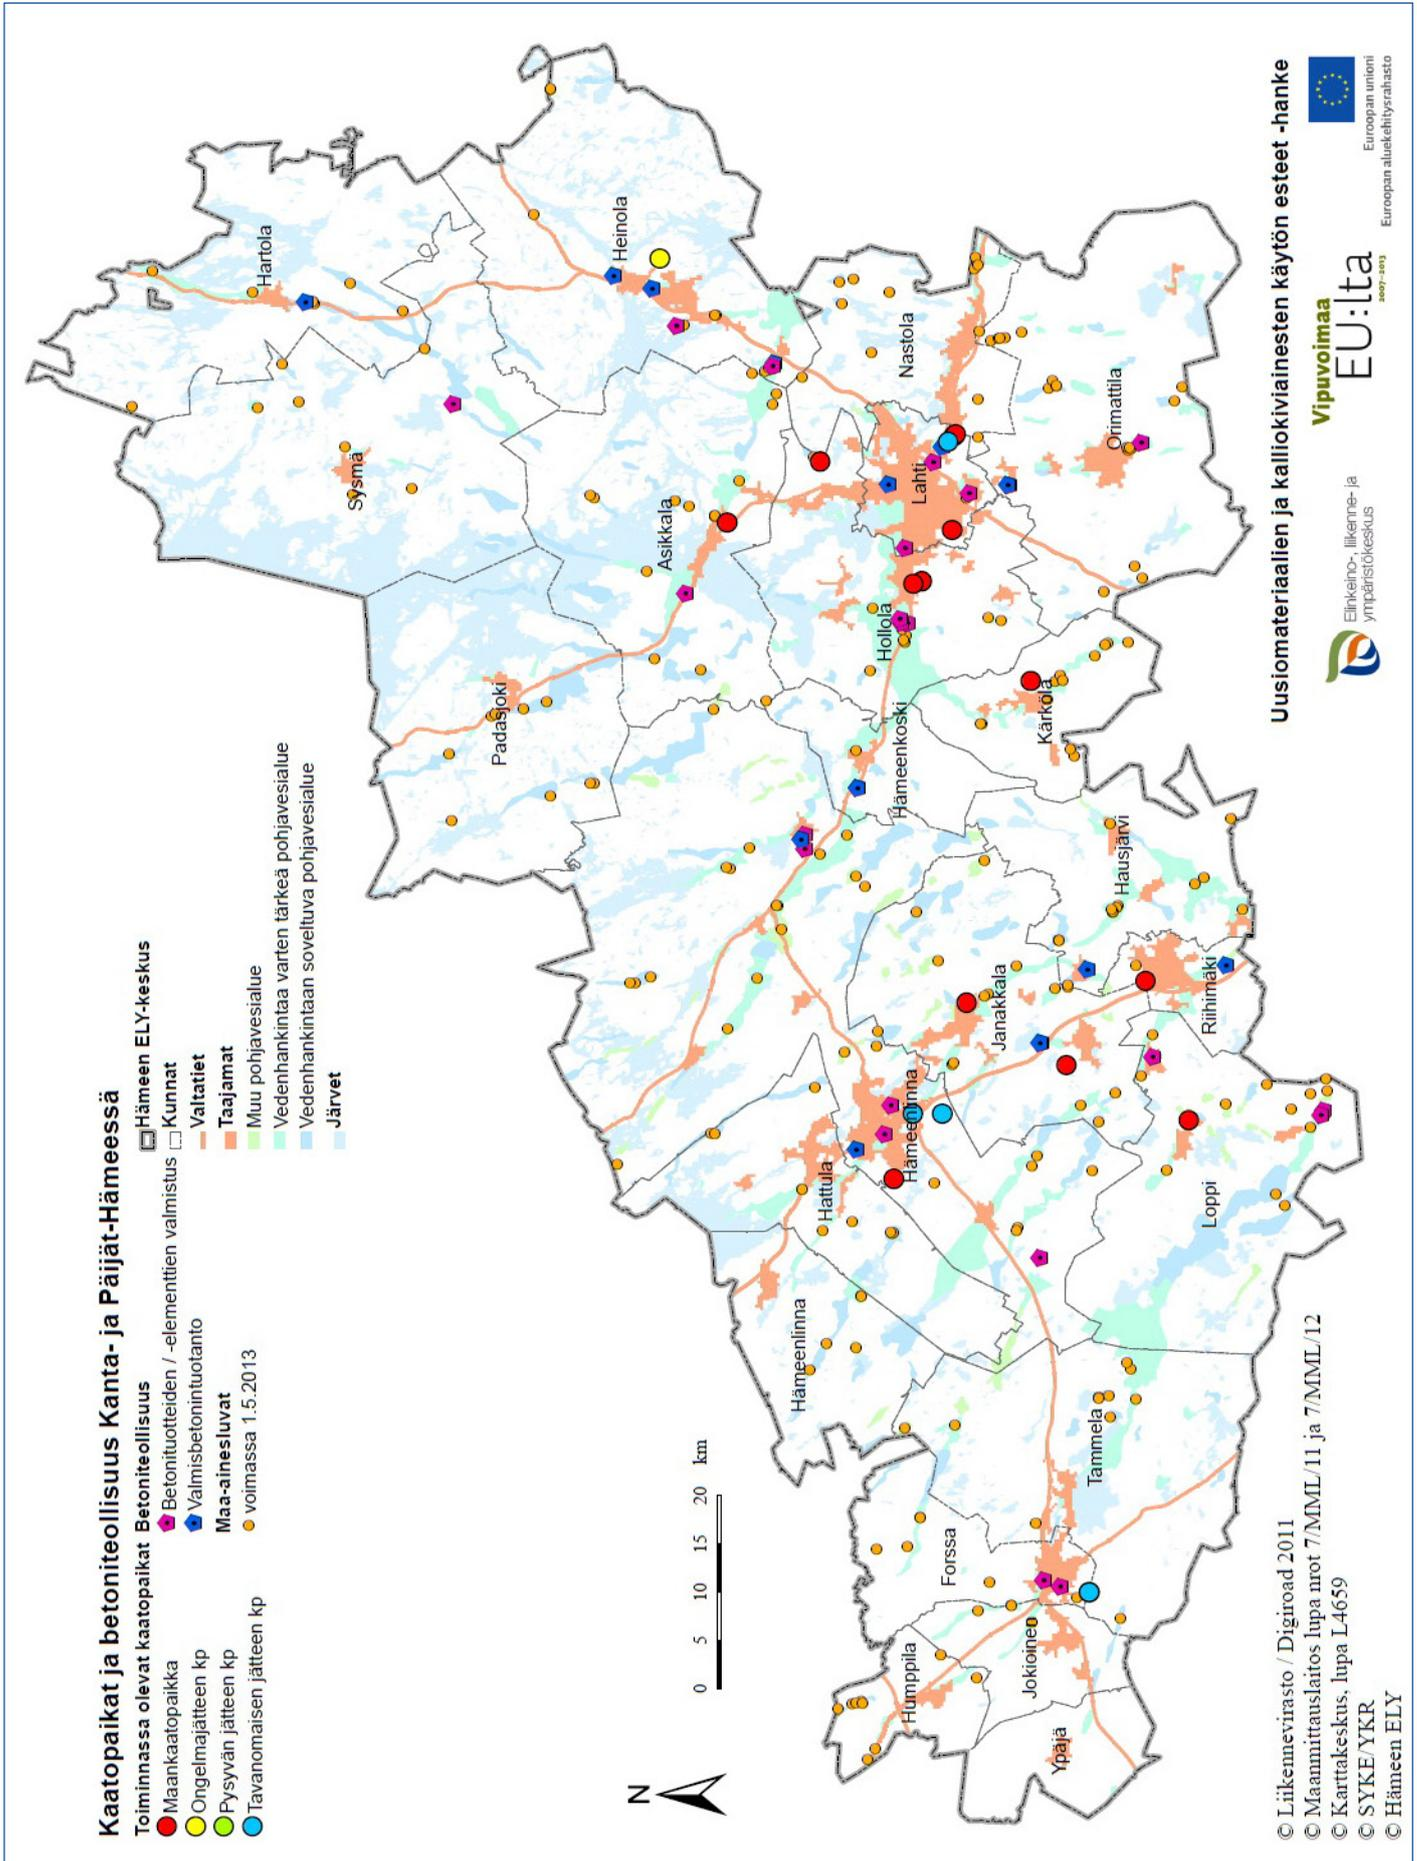 Kaatopaikat ja betoniteollisuus Kanta- ja Päijät-Hämeessä
Toiminnassa olevat kaatopaikat
Maankaatopaikka
Ongelmajätteen kp
Pysyvän jätteen kp
Tavanomaisen jätteen kp
Betoniteollisuus
Betonituotteiden / -elementtien valmistus
Valmisbetonintuotanto
Maa-ainesluvat
voimassa 1.5.2013
Hämeen ELY-keskus
Kunnat
Valtatiet
Taajamat
Muu pohjavesialue
Vedenhankintaa varten tärkeä pohjavesialue
Vedenhankintaan soveltuva pohjavesialue
Järvet
Hartola
Sysmä
Heinola
Padasjoki
Asikkala
Nastola
Lahti
Hollola
Hämeenkoski
Kärkölä
Orimattila
Hämeenlinna
Hattula
Hämeenlinna
Janakkala
Hausjärvi
Riihimäki
Loppi
Tammela
Forssa
Humppila
Jokioinen
Ypäjä
N
0 5 10 15 20 km
© Liikennevirasto / Digiroad 2011
© Maanmittauslaitos lupa nrot 7/MML/11 ja 7/MML/12
© Karttakeskus, lupa L4659
© SYKE/YKR
© Hämeen ELY
Uusiomateriaalien ja kalliokiviainesten käytön esteet -hanke
Elinkeino-, liikenne- ja
ympäristökeskus
Vipuvoimaa
EU:lta
2007–2013
Euroopan unioni
Euroopan aluekehitysrahasto